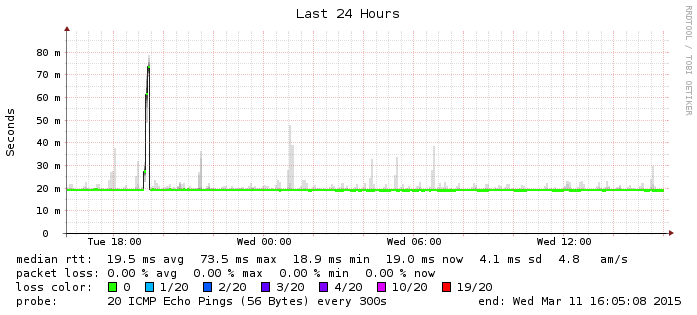 Last 24 Hours
RRDTOOL / TOBI OETIKER
Seconds
80 m
70 m
60 m
50 m
40 m
30 m
20 m
10 m
0
Tue 18:00 Wed 00:00 Wed 06:00 Wed 12:00
median rtt: 19.5 ms avg 73.5 ms max 18.9 ms min 19.0 ms now 4.1 ms sd 4.8 am/s
packet loss: 0.00 % avg 0.00 % max 0.00 % min 0.00 % now
loss color: 0 1/20 2/20 3/20 4/20 10/20 19/20
probe: 20 ICMP Echo Pings (56 Bytes) every 300s end: Wed Mar 11 16:05:08 2015